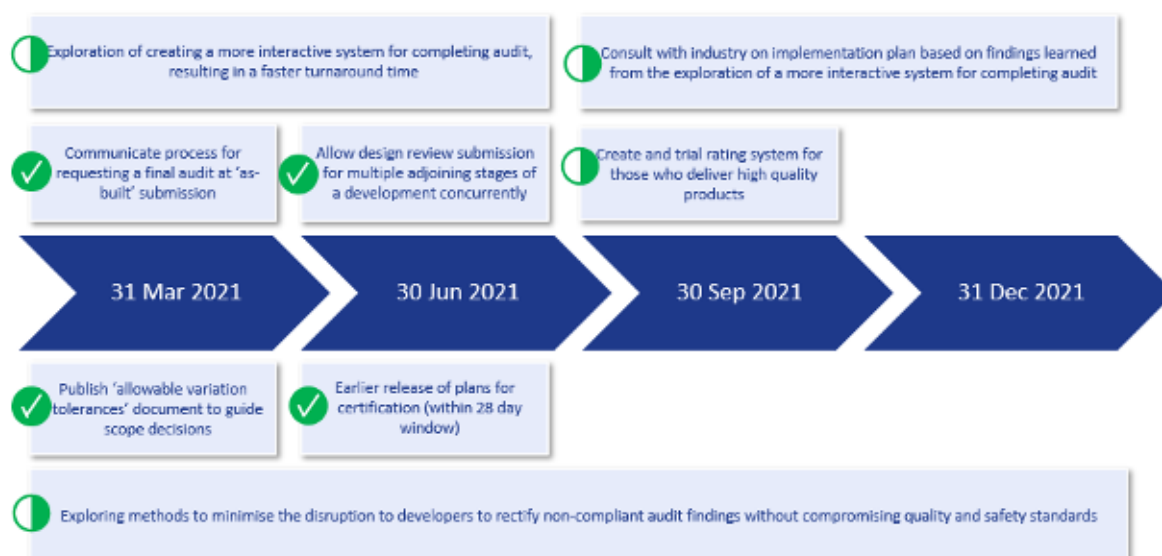 Exploration of creating a more interactive system for completing audit,
resulting in a faster turnaround time
Consult with industry on implementation plan based on findings learned
from the exploration of a more interactive system for completing audit
Communicate process for
requesting a final audit at ‘as-
built’ submission
Allow design review submission
for multiple adjoining stages of
a development concurrently
Create and trial rating system for
those who deliver high quality
products
31 Mar 2021
30 Jun 2021
30 Sep 2021
31 Dec 2021
Publish ‘allowable variation
tolerances’ document to guide
scope decisions
Earlier release of plans for
certification (within 28 day
window)
Exploring methods to minimise the disruption to developers to rectify non-compliant audit findings without compromising quality and safety standards